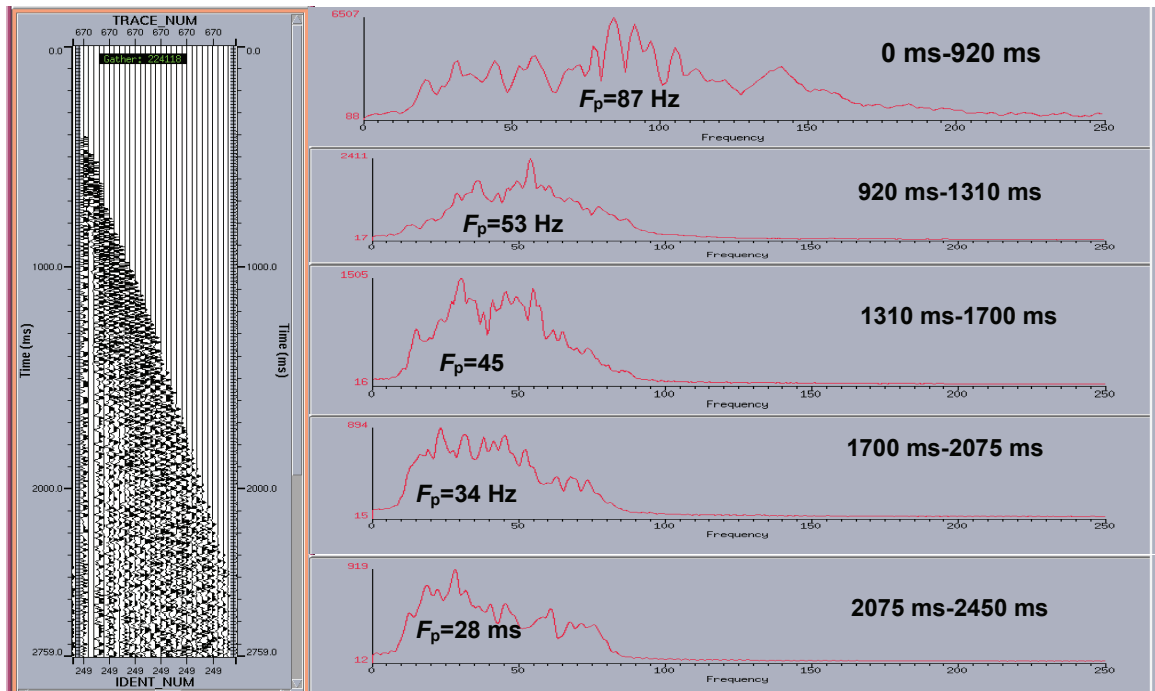 TRACE_NUM
670 670 670 670 670 670
0.0 0.0
Gather: 224118
1000.0 1000.0
Time (ms) Time (ms)
2000.0 2000.0
2759.0 2759.0
249 249 249 249 249 249
IDENT_NUM
6507
0 ms-920 ms
Fp=87 Hz
88
0 50 100 150 200 250
Frequency
2411
920 ms-1310 ms
Fp=53 Hz
17
0 50 100 150 200 250
Frequency
1505
1310 ms-1700 ms
Fp=45
16
0 50 100 150 200 250
Frequency
894
1700 ms-2075 ms
Fp=34 Hz
15
0 50 100 150 200 250
Frequency
919
2075 ms-2450 ms
Fp=28 ms
12
0 50 100 150 200 250
Frequency